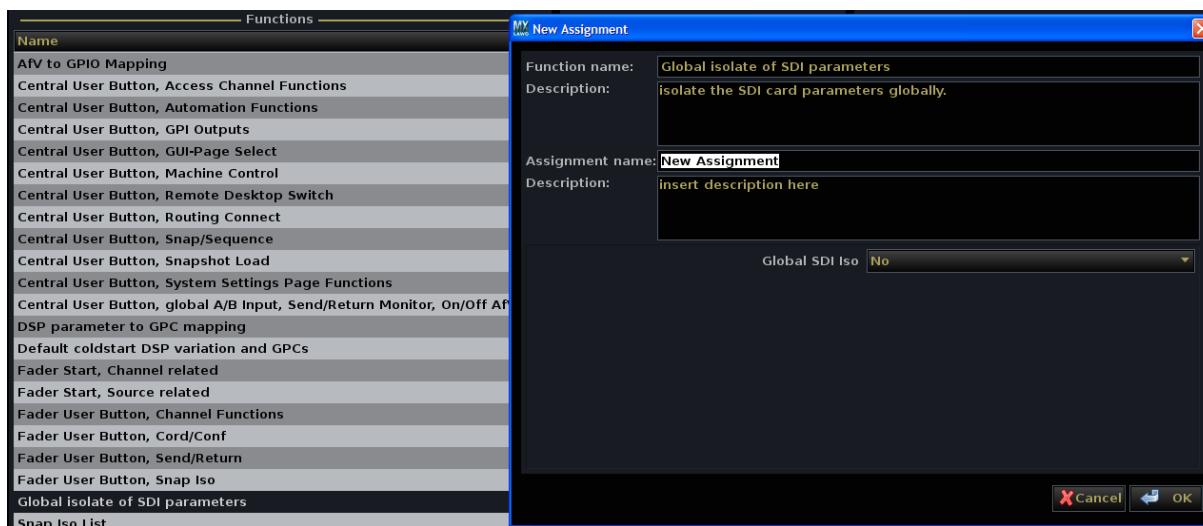 Functions
Name
AfV to GPIO Mapping
Central User Button, Access Channel Functions
Central User Button, Automation Functions
Central User Button, GPI Outputs
Central User Button, GUI-Page Select
Central User Button, Machine Control
Central User Button, Remote Desktop Switch
Central User Button, Routing Connect
Central User Button, Snap/Sequence
Central User Button, Snapshot Load
Central User Button, System Settings Page Functions
Central User Button, global A/B Input, Send/Return Monitor, On/Off Af
DSP parameter to GPC mapping
Default coldstart DSP variation and GPCs
Fader Start, Channel related
Fader Start, Source related
Fader User Button, Channel Functions
Fader User Button, Cord/Conf
Fader User Button, Send/Return
Fader User Button, Snap Iso
Global isolate of SDI parameters
Snap Iso List
MX LAWO New Assignment
Function name: Global isolate of SDI parameters
Description: isolate the SDI card parameters globally.
Assignment name: New Assignment
Description: insert description here
Global SDI Iso No
Cancel OK